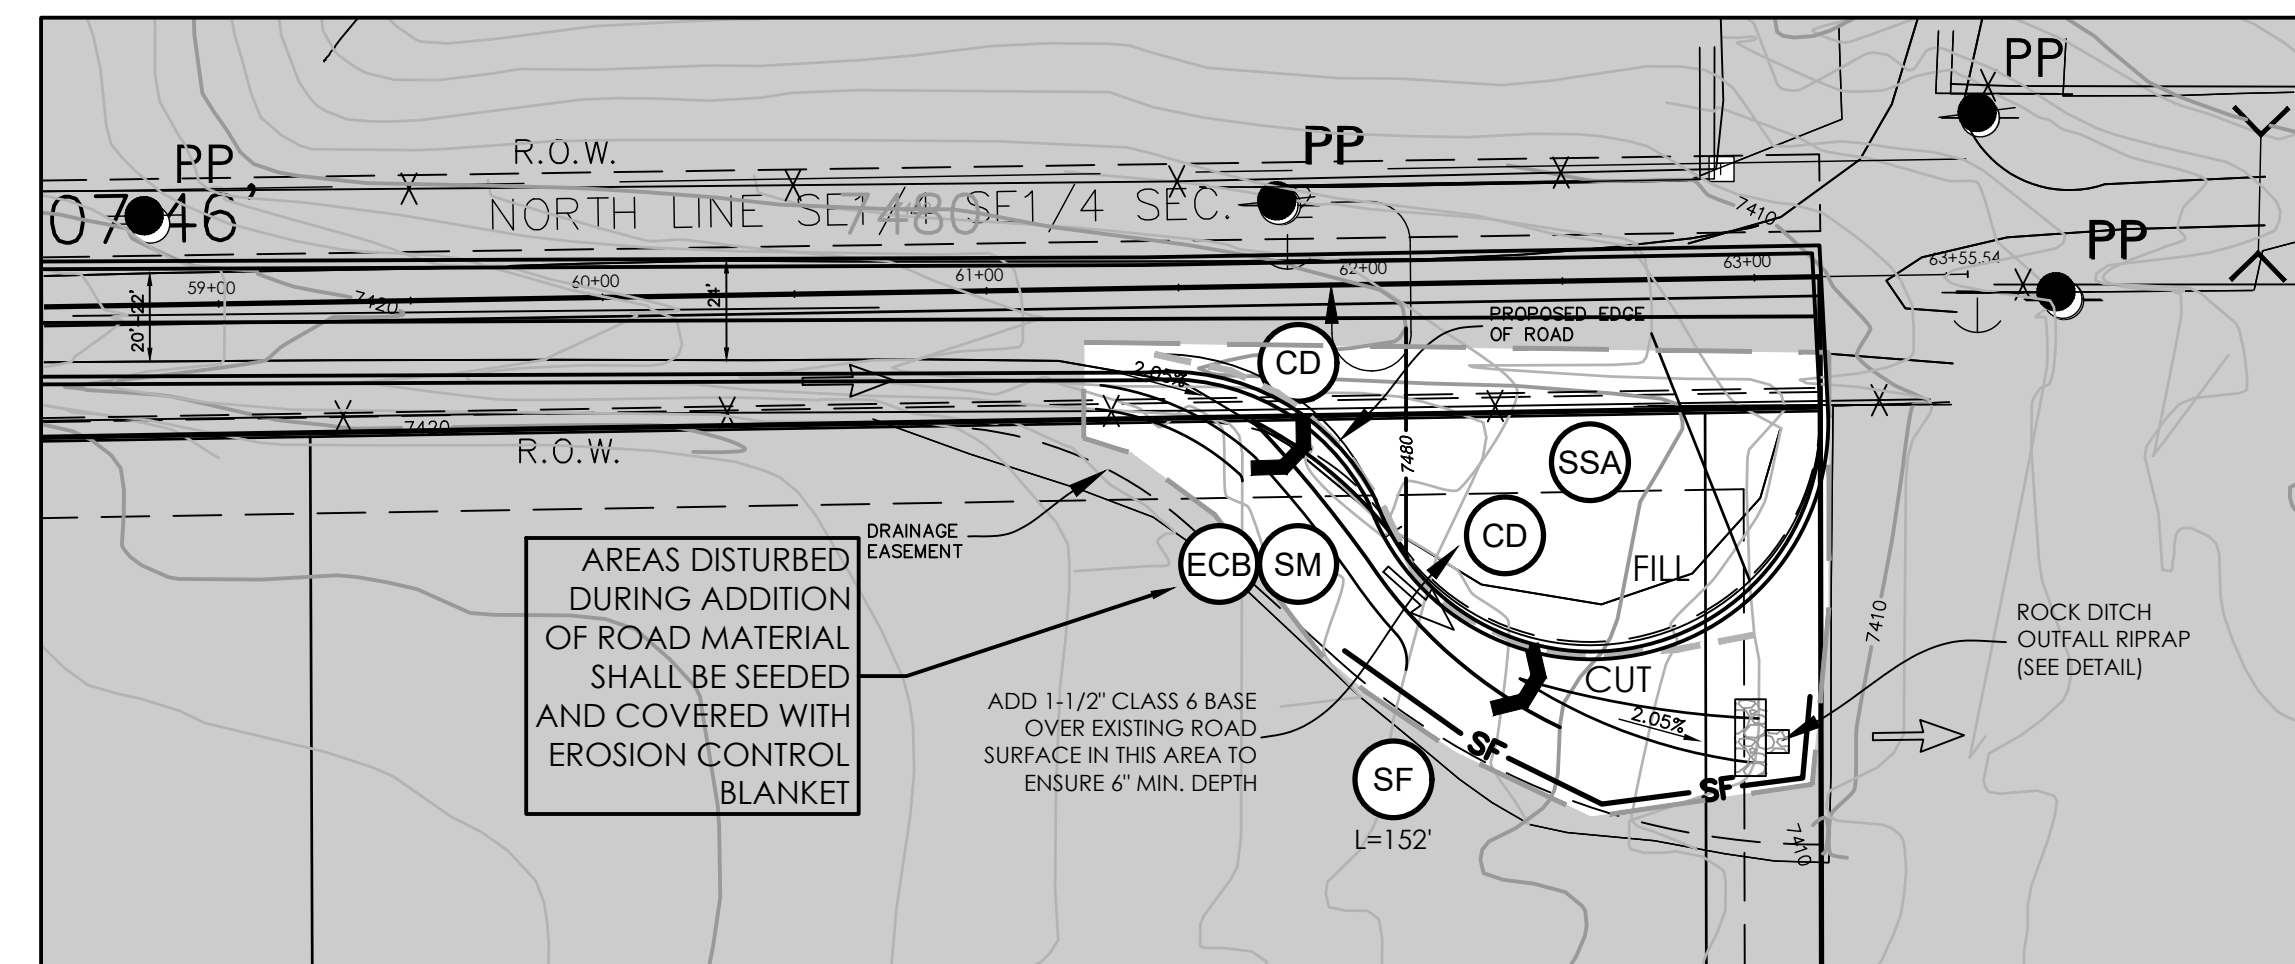 PP
R.O.W.
PP
PP
PP
07 46'
NORTH LINE SE1/4 SE1/4 SEC.
7480
7410
59+00
60+00
61+00
62+00
63+00
63+55.54
7420
20'-22'
24'
PROPOSED EDGE
OF ROAD
2.05%
CD
7420
R.O.W.
7480
SSA
CD
DRAINAGE
EASEMENT
ECB
SM
FILL
AREAS DISTURBED
DURING ADDITION
OF ROAD MATERIAL
SHALL BE SEEDED
AND COVERED WITH
EROSION CONTROL
BLANKET
7410
ROCK DITCH
OUTFALL RIPRAP
(SEE DETAIL)
CUT
ADD 1-1/2" CLASS 6 BASE
OVER EXISTING ROAD
SURFACE IN THIS AREA TO
ENSURE 6" MIN. DEPTH
2.05%
SF
SF
SF
L=152'
7410